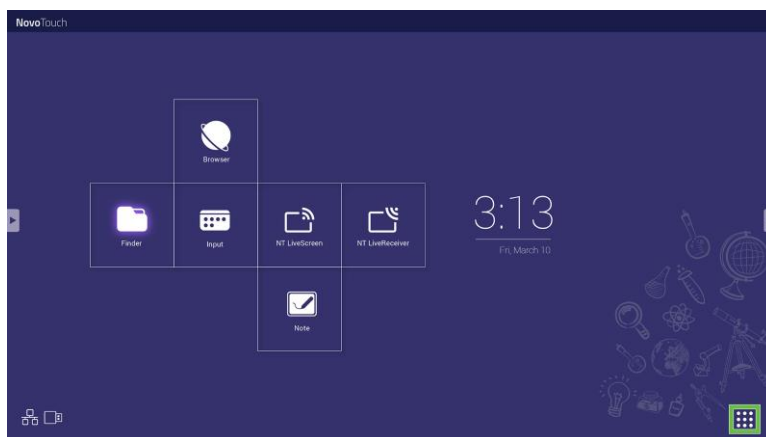 NovoTouch
Browser
Finder
Input
NT LiveScreen
NT LiveReceiver
3:13
Fri, March 10
Note